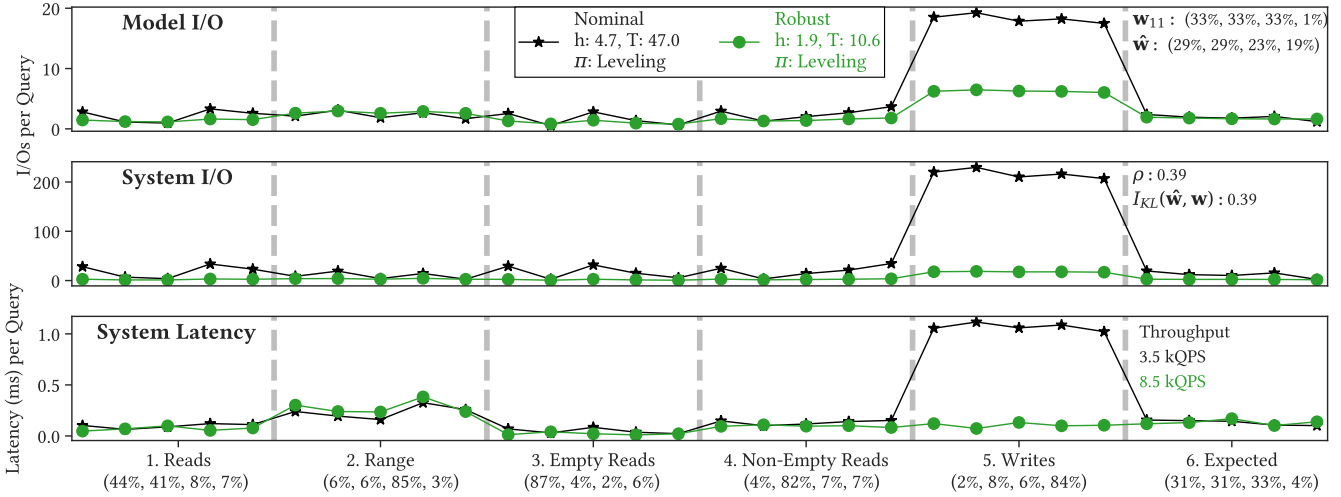 Model I/O
Nominal
h: 4.7, T: 47.0
π: Leveling
Robust
h: 1.9, T: 10.6
π: Leveling
w₁₁ : (33%, 33%, 33%, 1%)
ŵ : (29%, 29%, 23%, 19%)
I/Os per Query
20
10
0
System I/O
ρ : 0.39
I_KL(ŵ, w) : 0.39
200
100
0
System Latency
Throughput
3.5 kQPS
8.5 kQPS
Latency (ms) per Query
1.0
0.5
0.0
1. Reads
(44%, 41%, 8%, 7%)
2. Range
(6%, 6%, 85%, 3%)
3. Empty Reads
(87%, 4%, 2%, 6%)
4. Non-Empty Reads
(4%, 82%, 7%, 7%)
5. Writes
(2%, 8%, 6%, 84%)
6. Expected
(31%, 31%, 33%, 4%)